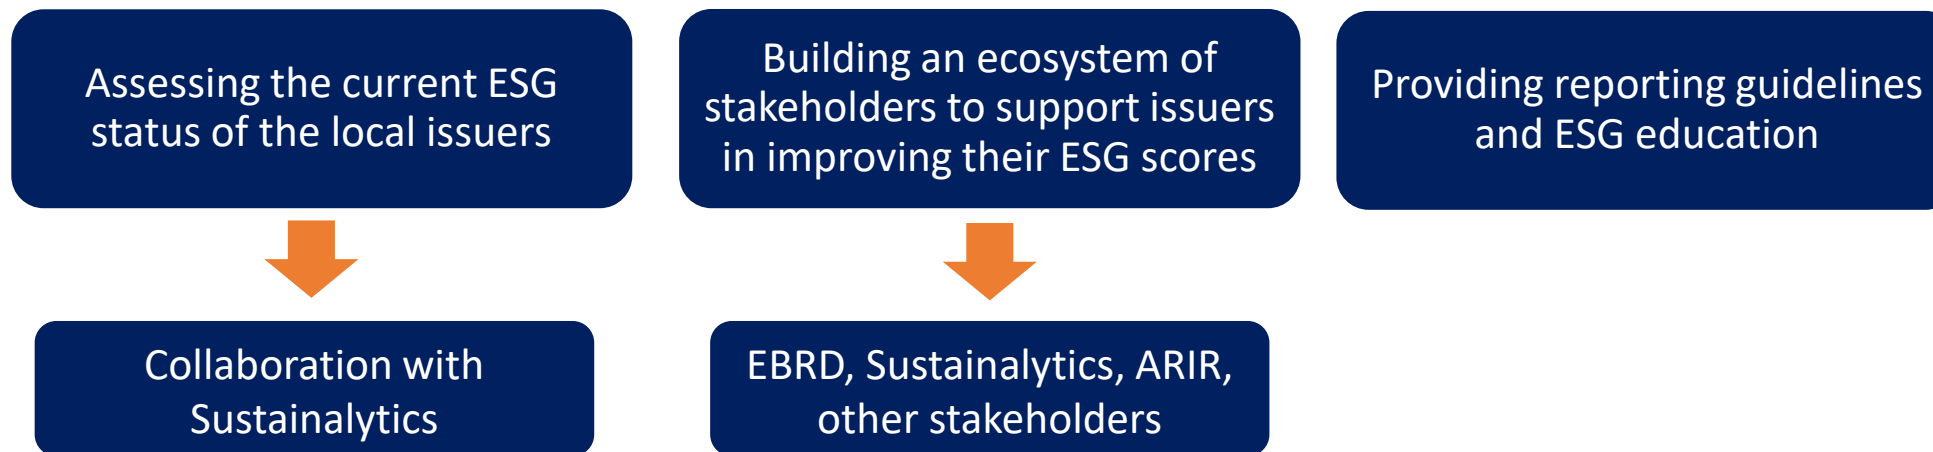 Assessing the current ESG
status of the local issuers
Building an ecosystem of
stakeholders to support issuers
in improving their ESG scores
Providing reporting guidelines
and ESG education
Collaboration with
Sustainalytics
EBRD, Sustainalytics, ARIR,
other stakeholders